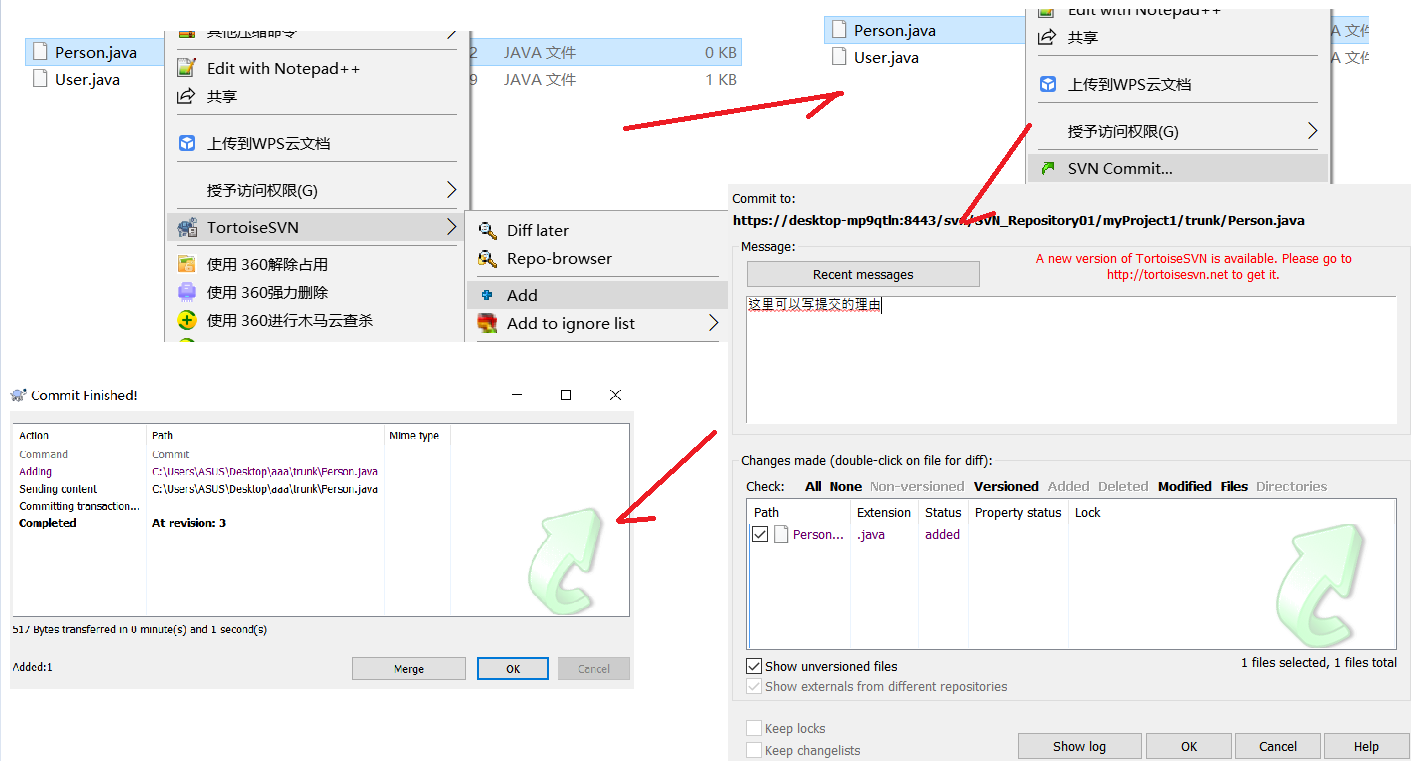 其他压缩命令
Person.java
2
JAVA 文件
0 KB
User.java
9
JAVA 文件
1 KB
Edit with Notepad++
共享
上传到WPS云文档
授予访问权限(G)
TortoiseSVN
使用 360解除占用
使用 360强力删除
使用 360进行木马云查杀
Diff later
Repo-browser
Add
Add to ignore list
Edit with Notepad++
Person.java
共享
A 文件
User.java
A 文件
上传到WPS云文档
授予访问权限(G)
SVN Commit...
Commit to:
https://desktop-mp9qtln:8443/svn/SVN_Repository01/myProject1/trunk/Person.java
Message:
Recent messages
A new version of TortoiseSVN is available. Please go to
http://tortoisesvn.net to get it.
这里可以写提交的理由
Changes made (double-click on file for diff):
Check: All None Non-versioned Versioned Added Deleted Modified Files Directories
Path Extension Status Property status Lock
Person... .java added
Show unversioned files
1 files selected, 1 files total
Show externals from different repositories
Keep locks
Keep changelists
Show log OK Cancel Help
Commit Finished!
Action Path Mime type
Command Commit
Adding C:\Users\ASUS\Desktop\aaa\trunk\Person.java
Sending content C:\Users\ASUS\Desktop\aaa\trunk\Person.java
Committing transaction...
Completed At revision: 3
517 Bytes transferred in 0 minute(s) and 1 second(s)
Added:1
Merge OK Cancel